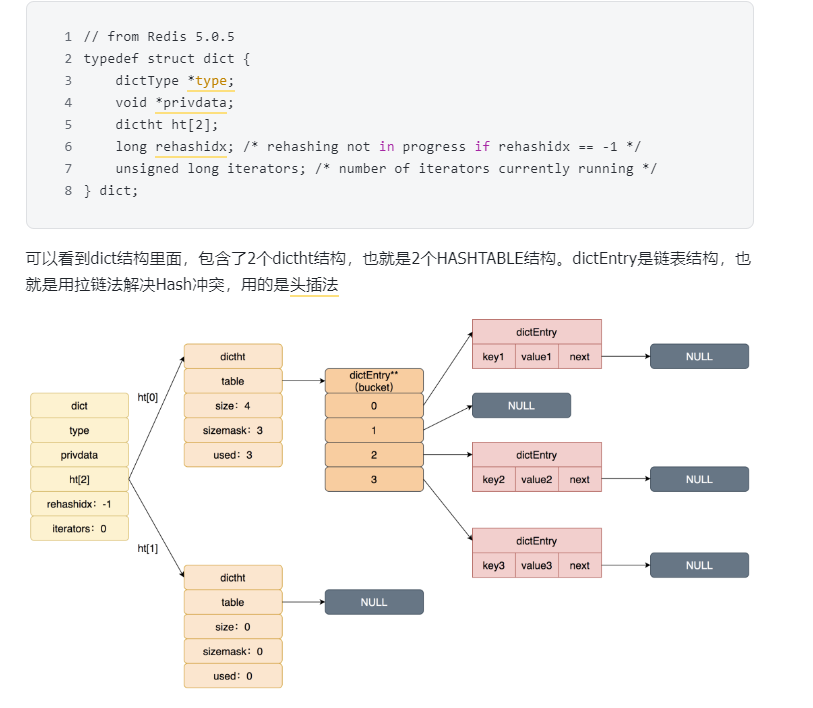 1 // from Redis 5.0.5
2 typedef struct dict {
3     dictType *type;
4     void *privdata;
5     dictht ht[2];
6     long rehashidx; /* rehashing not in progress if rehashidx == -1 */
7     unsigned long iterators; /* number of iterators currently running */
8 } dict;
可以看到dict结构里面，包含了2个dictht结构，也就是2个HASHTABLE结构。dictEntry是链表结构，也
就是用拉链法解决Hash冲突，用的是头插法
dict
type
privdata
ht[2]
rehashidx：-1
iterators：0
ht[0]
ht[1]
dictht
table
size：4
sizemask：3
used：3
dictEntry**
（bucket）
0
1
2
3
dictEntry
key1 value1 next
NULL
NULL
dictEntry
key2 value2 next
NULL
dictEntry
key3 value3 next
NULL
dictht
table
size：0
sizemask：0
used：0
NULL